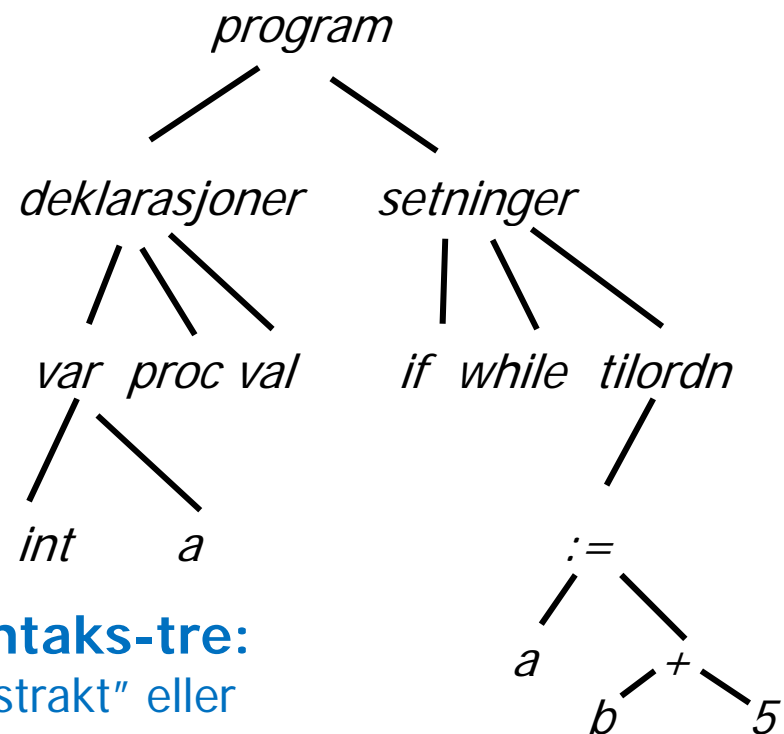 program
deklarasjoner setninger
var proc val if while tilordn
int a :=
ntaks-tre:
a +
strakt" eller
b 5